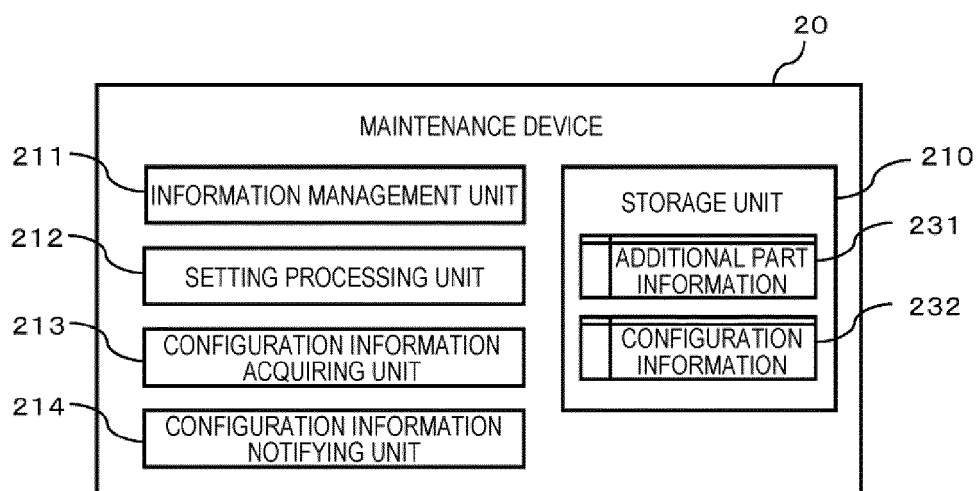 20
MAINTENANCE DEVICE
211
INFORMATION MANAGEMENT UNIT
212
SETTING PROCESSING UNIT
213
CONFIGURATION INFORMATION
ACQUIRING UNIT
214
CONFIGURATION INFORMATION
NOTIFYING UNIT
210
STORAGE UNIT
231
ADDITIONAL PART
INFORMATION
232
CONFIGURATION
INFORMATION